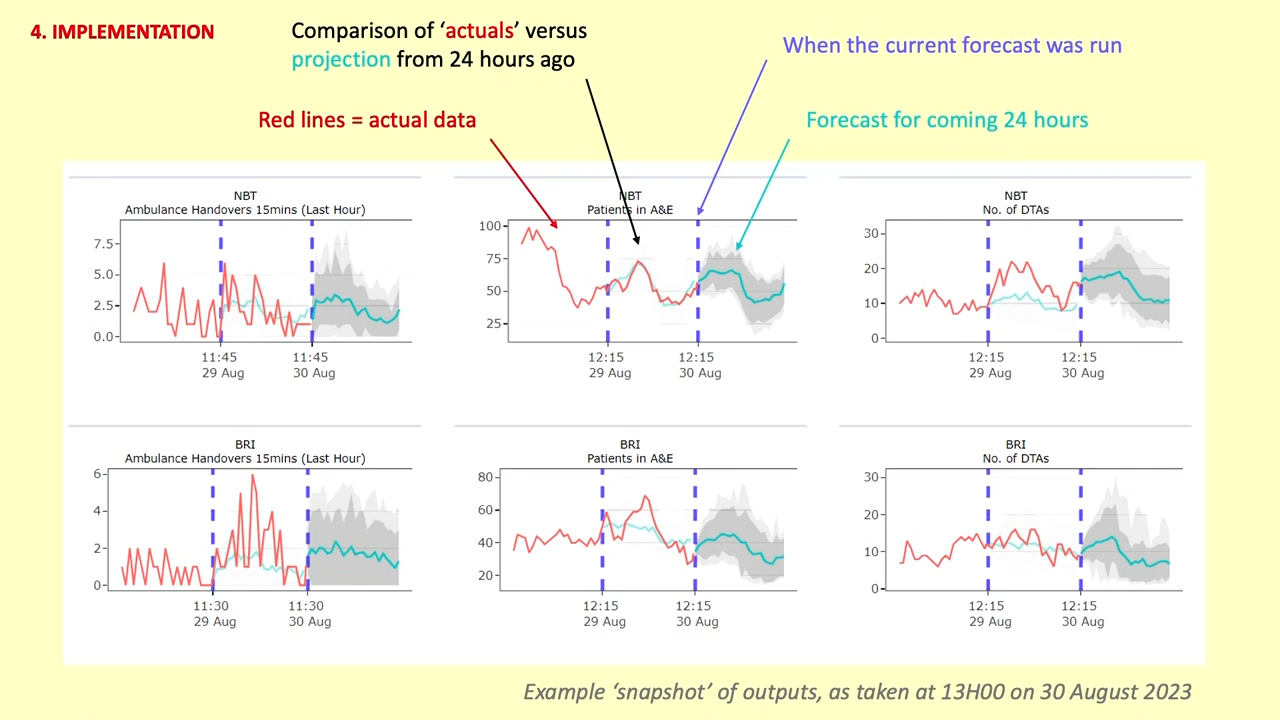 4. IMPLEMENTATION
Comparison of ‘actuals’ versus
projection from 24 hours ago
When the current forecast was run
Red lines = actual data
Forecast for coming 24 hours
NBT
Ambulance Handovers 15mins (Last Hour)
7.5
5.0
2.5
0.0
11:45
29 Aug
11:45
30 Aug
NBT
Patients in A&E
100
75
50
25
12:15
29 Aug
12:15
30 Aug
NBT
No. of DTAs
30
20
10
0
12:15
29 Aug
12:15
30 Aug
BRI
Ambulance Handovers 15mins (Last Hour)
6
4
2
0
11:30
29 Aug
11:30
30 Aug
BRI
Patients in A&E
80
60
40
20
12:15
29 Aug
12:15
30 Aug
BRI
No. of DTAs
30
20
10
0
12:15
29 Aug
12:15
30 Aug
Example ‘snapshot’ of outputs, as taken at 13H00 on 30 August 2023